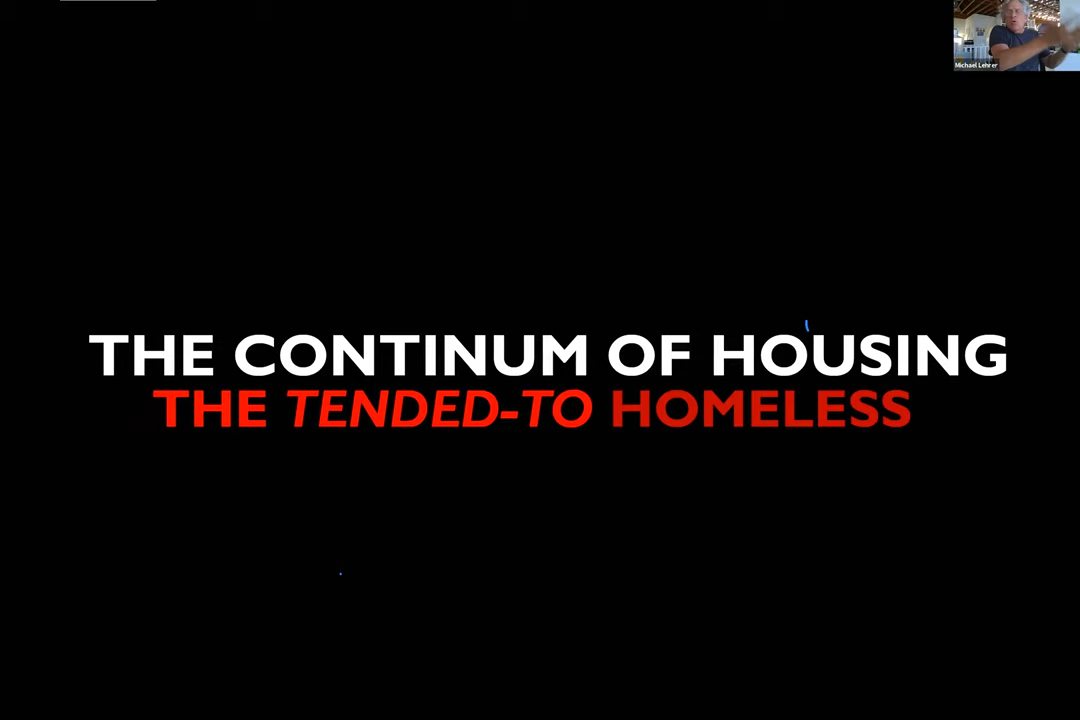 Michael Lehrer
THE CONTINUM OF HOUSING
THE TENDED-TO HOMELESS